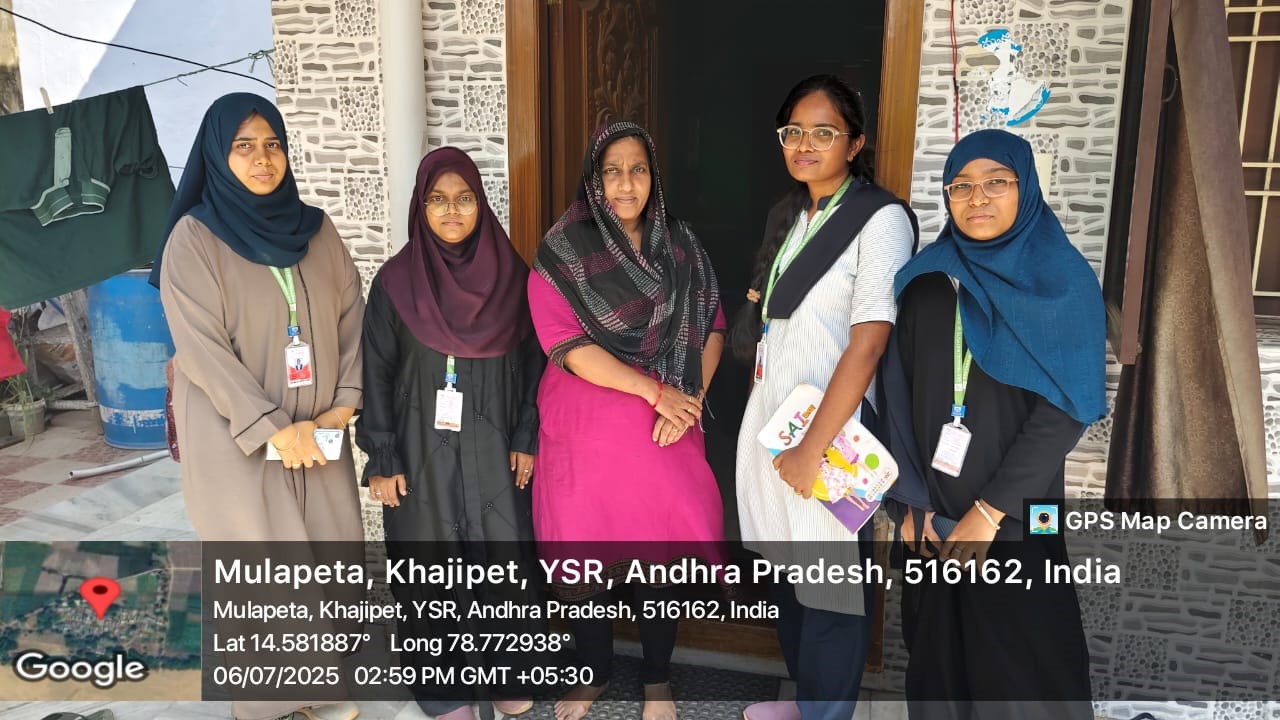 SAI
GPS Map Camera
Mulapeta, Khajipet, YSR, Andhra Pradesh, 516162, India
Mulapeta, Khajipet, YSR, Andhra Pradesh, 516162, India
Lat 14.581887° Long 78.772938°
06/07/2025 02:59 PM GMT +05:30
Google